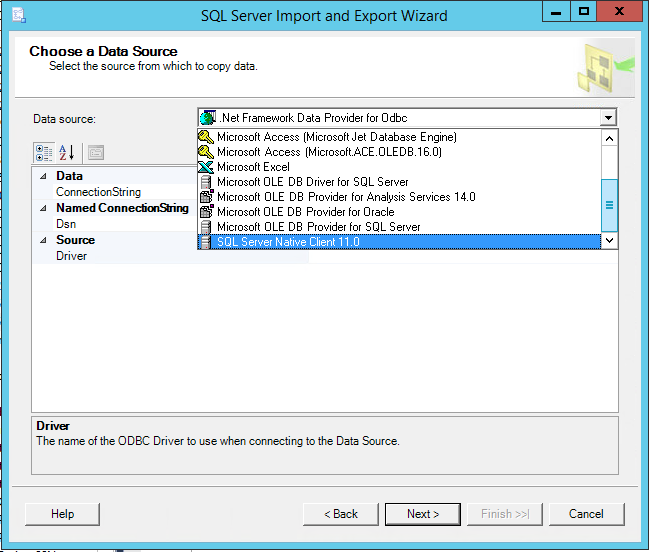 SQL Server Import and Export Wizard
Choose a Data Source
Select the source from which to copy data.
Data source:
.Net Framework Data Provider for Odbc
Microsoft Access (Microsoft Jet Database Engine)
Microsoft Access (Microsoft.ACE.OLEDB.16.0)
Microsoft Excel
Microsoft OLE DB Driver for SQL Server
Microsoft OLE DB Provider for Analysis Services 14.0
Microsoft OLE DB Provider for Oracle
Microsoft OLE DB Provider for SQL Server
SQL Server Native Client 11.0
Data
ConnectionString
Named ConnectionString
Dsn
Source
Driver
Driver
The name of the ODBC Driver to use when connecting to the Data Source.
Help
< Back
Next >
Finish >>|
Cancel